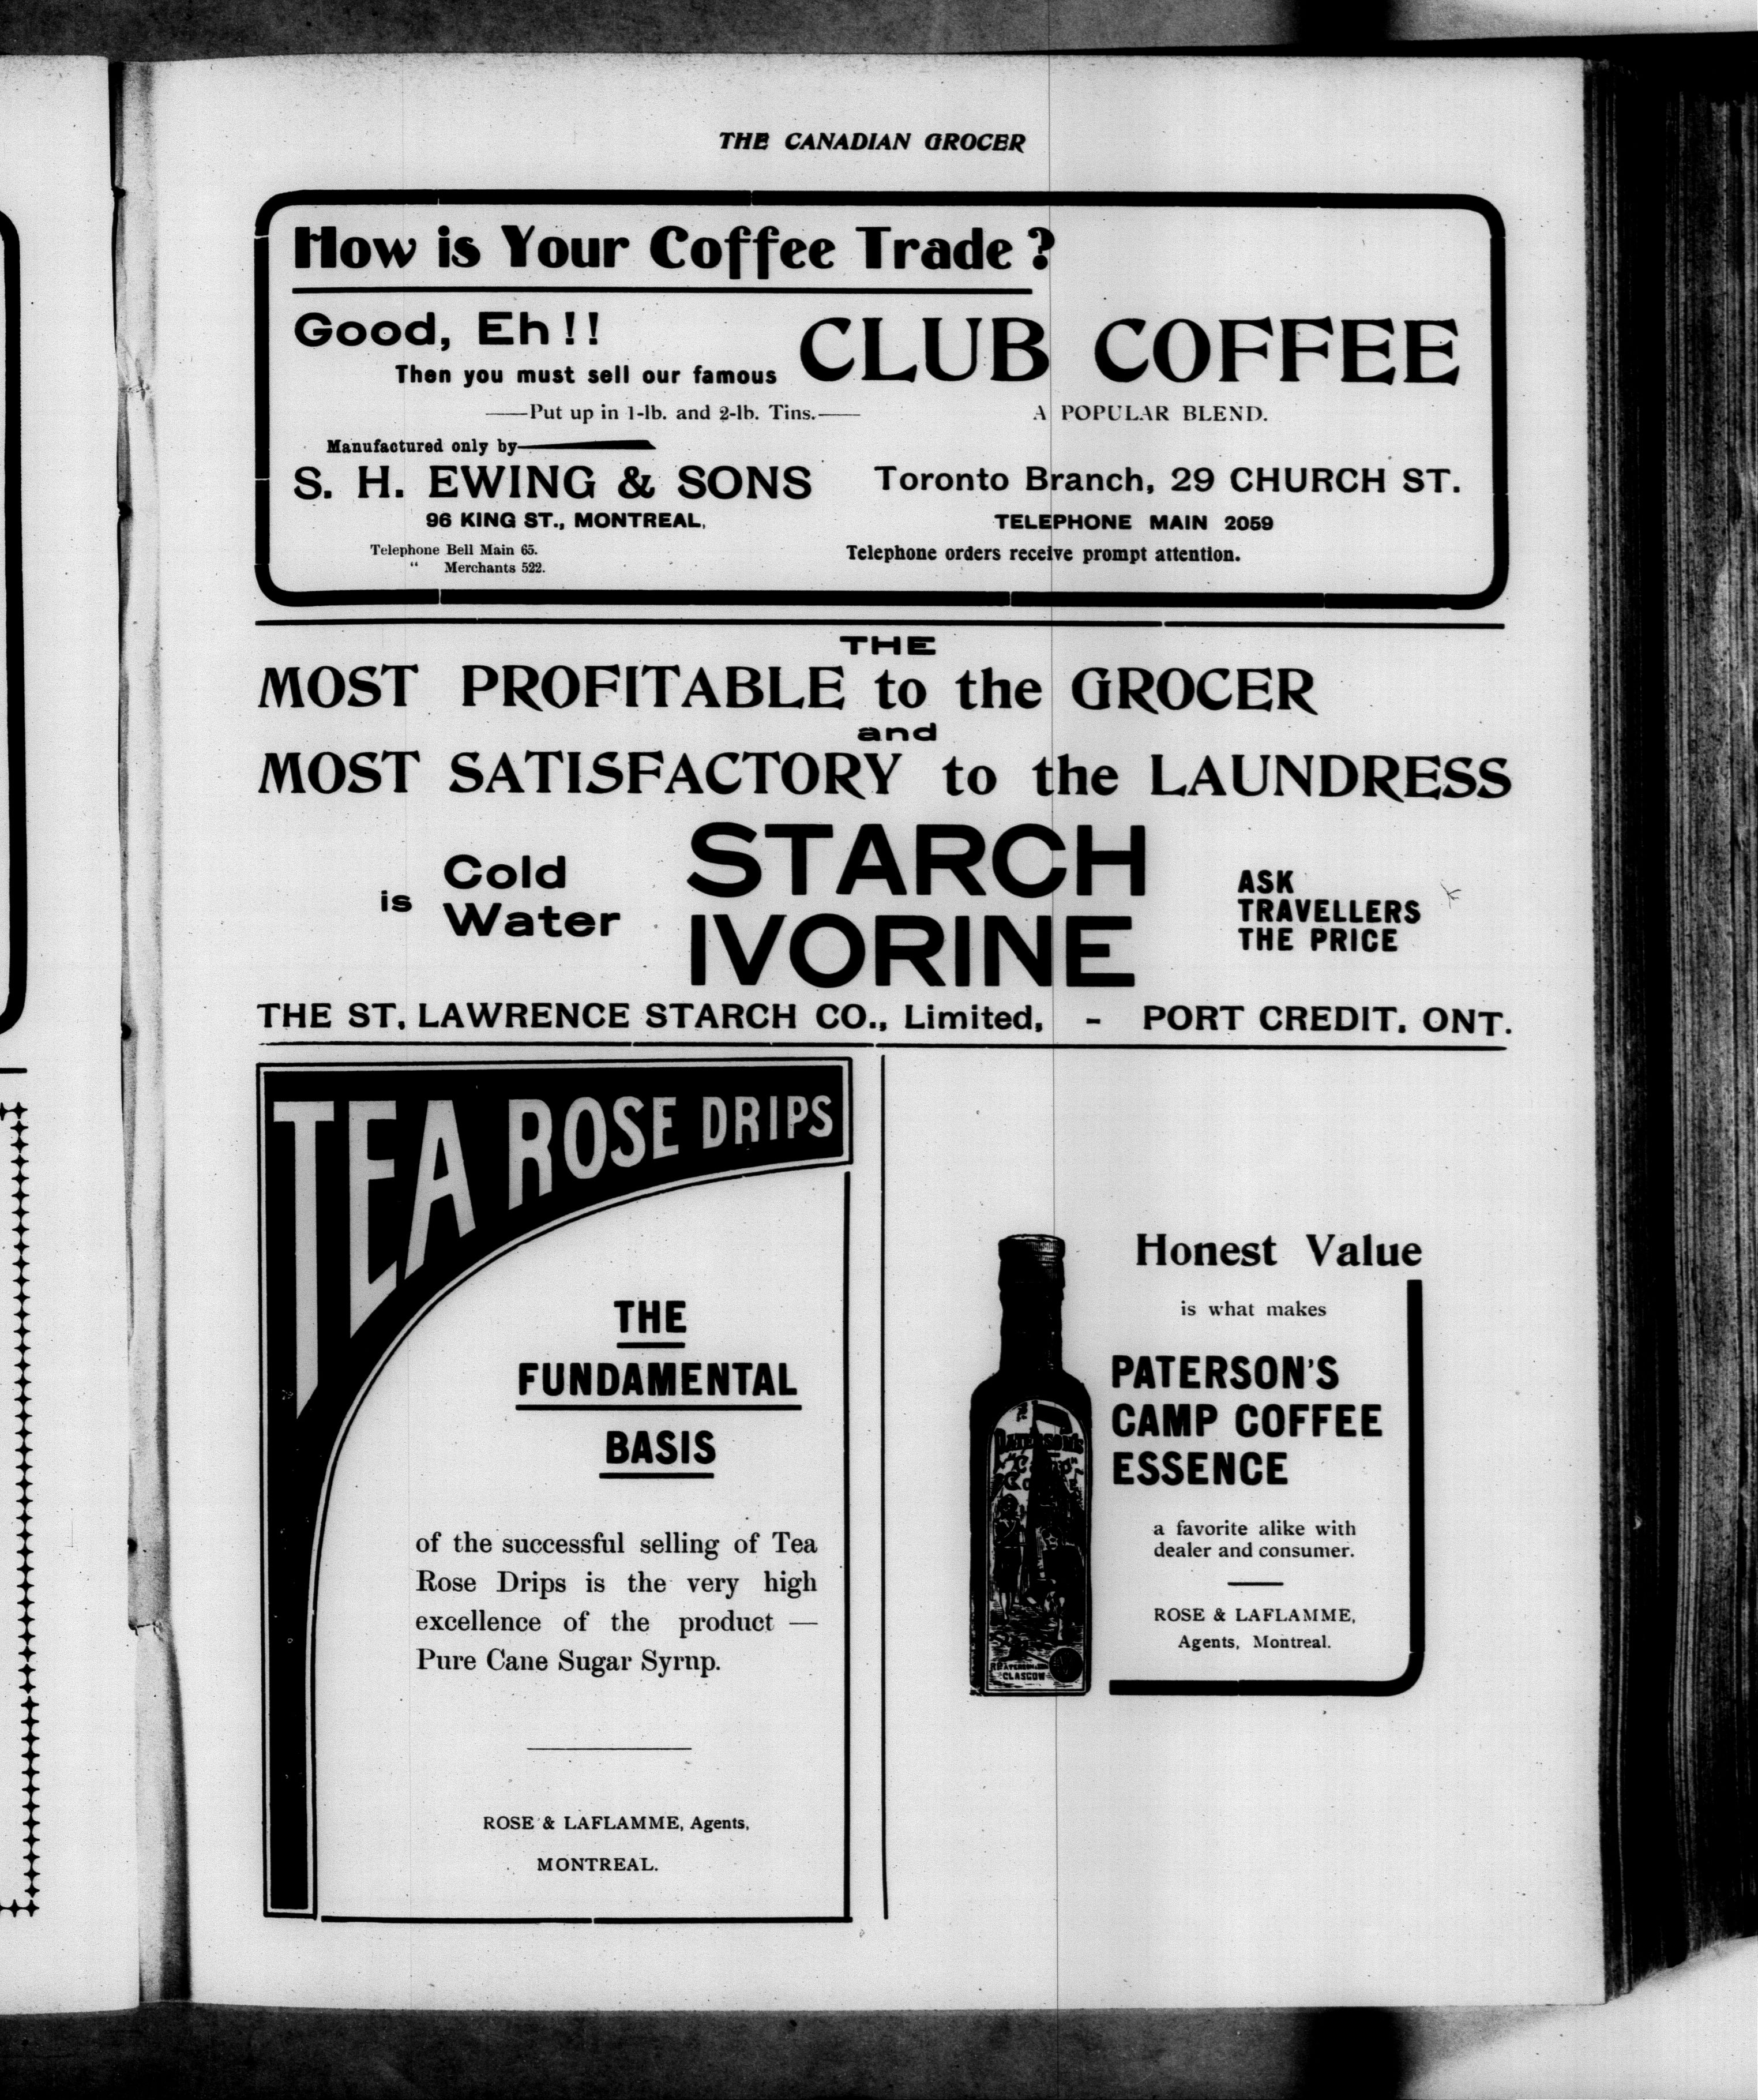 THE CANADIAN GROCER
How is Your Coffee Trade?
Good, Eh!!
Then you must sell our famous CLUB COFFEE
Put up in 1-lb. and 2-lb. Tins.
A POPULAR BLEND.
Manufactured only by
S. H. EWING & SONS
96 KING ST., MONTREAL,
Telephone Bell Main 65.
" Merchants 522.
Toronto Branch, 29 CHURCH ST.
TELEPHONE MAIN 2059
Telephone orders receive prompt attention.
THE
MOST PROFITABLE to the GROCER
and
MOST SATISFACTORY to the LAUNDRESS
is Cold
Water
STARCH
IVORINE
ASK
TRAVELLERS
THE PRICE
THE ST. LAWRENCE STARCH CO., Limited, - PORT CREDIT, ONT.
TEA ROSE DRIPS
THE
FUNDAMENTAL
BASIS
of the successful selling of Tea
Rose Drips is the very high
excellence of the product —
Pure Cane Sugar Syrup.
ROSE & LAFLAMME, Agents,
MONTREAL.
Honest Value
is what makes
PATERSON'S
CAMP COFFEE
ESSENCE
a favorite alike with
dealer and consumer.
ROSE & LAFLAMME,
Agents, Montreal.
PATERSON'S
Camp
GLASGOW